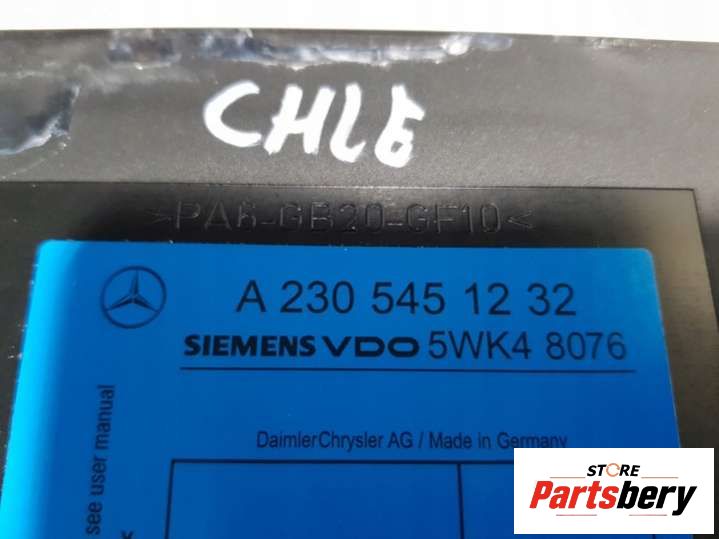 CHLE
>PA6-GB20-GF10<
A 230 545 12 32
SIEMENS VDO 5WK4 8076
DaimlerChrysler AG / Made in Germany
see user manual
STORE
Partsbery